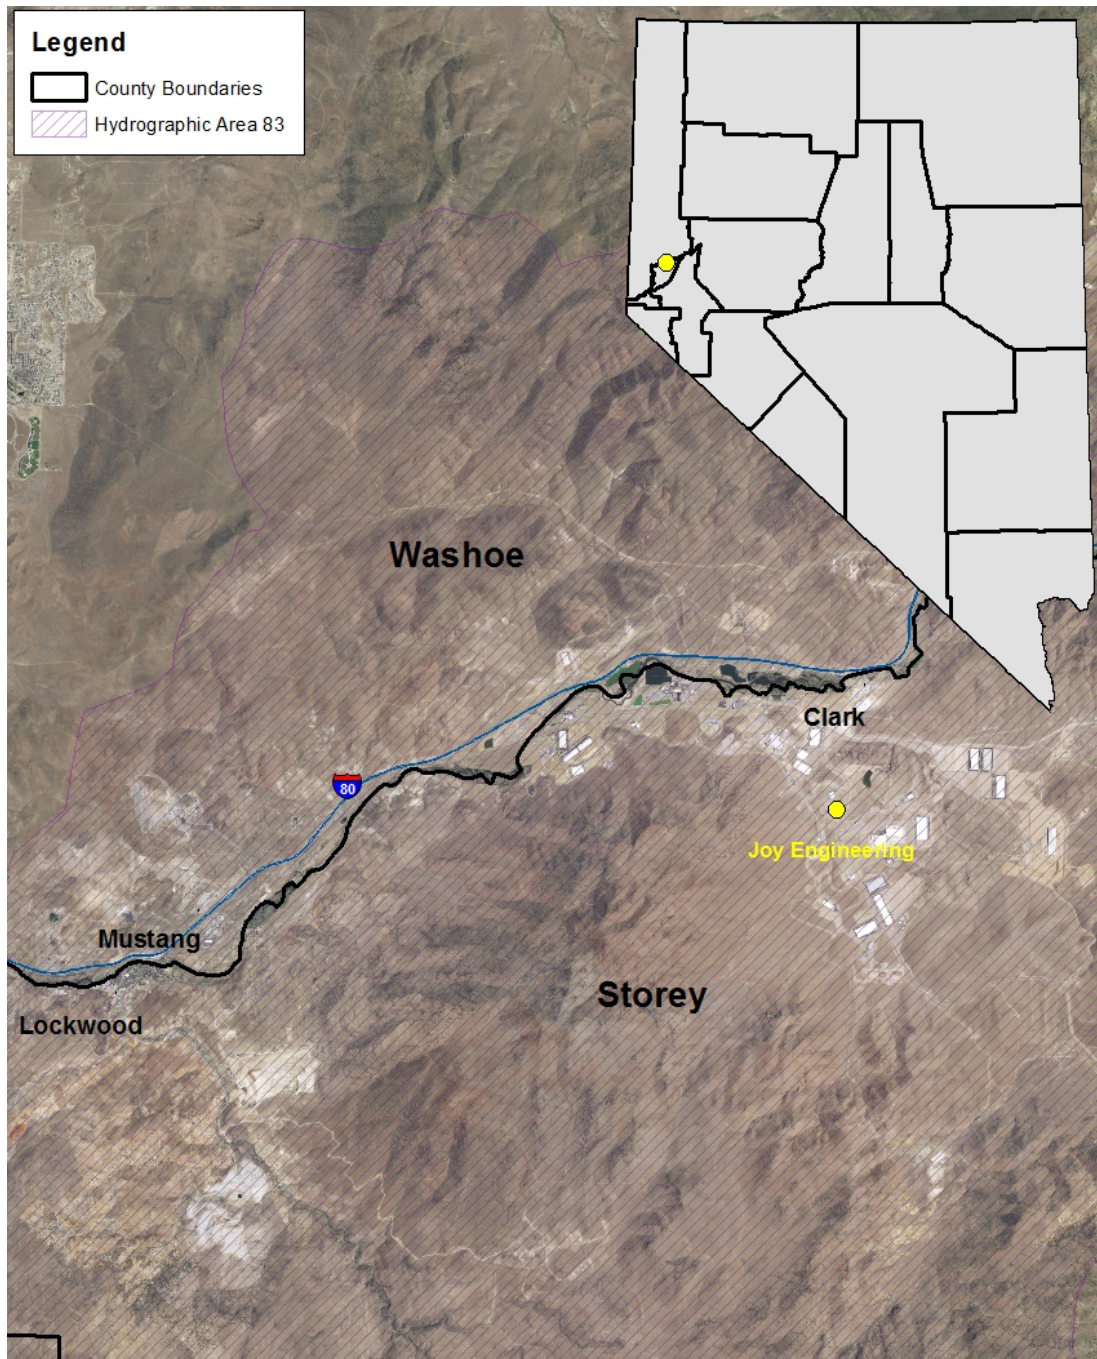 Legend
County Boundaries
Hydrographic Area 83
Washoe
Clark
80
Joy Engineering
Mustang
Storey
Lockwood